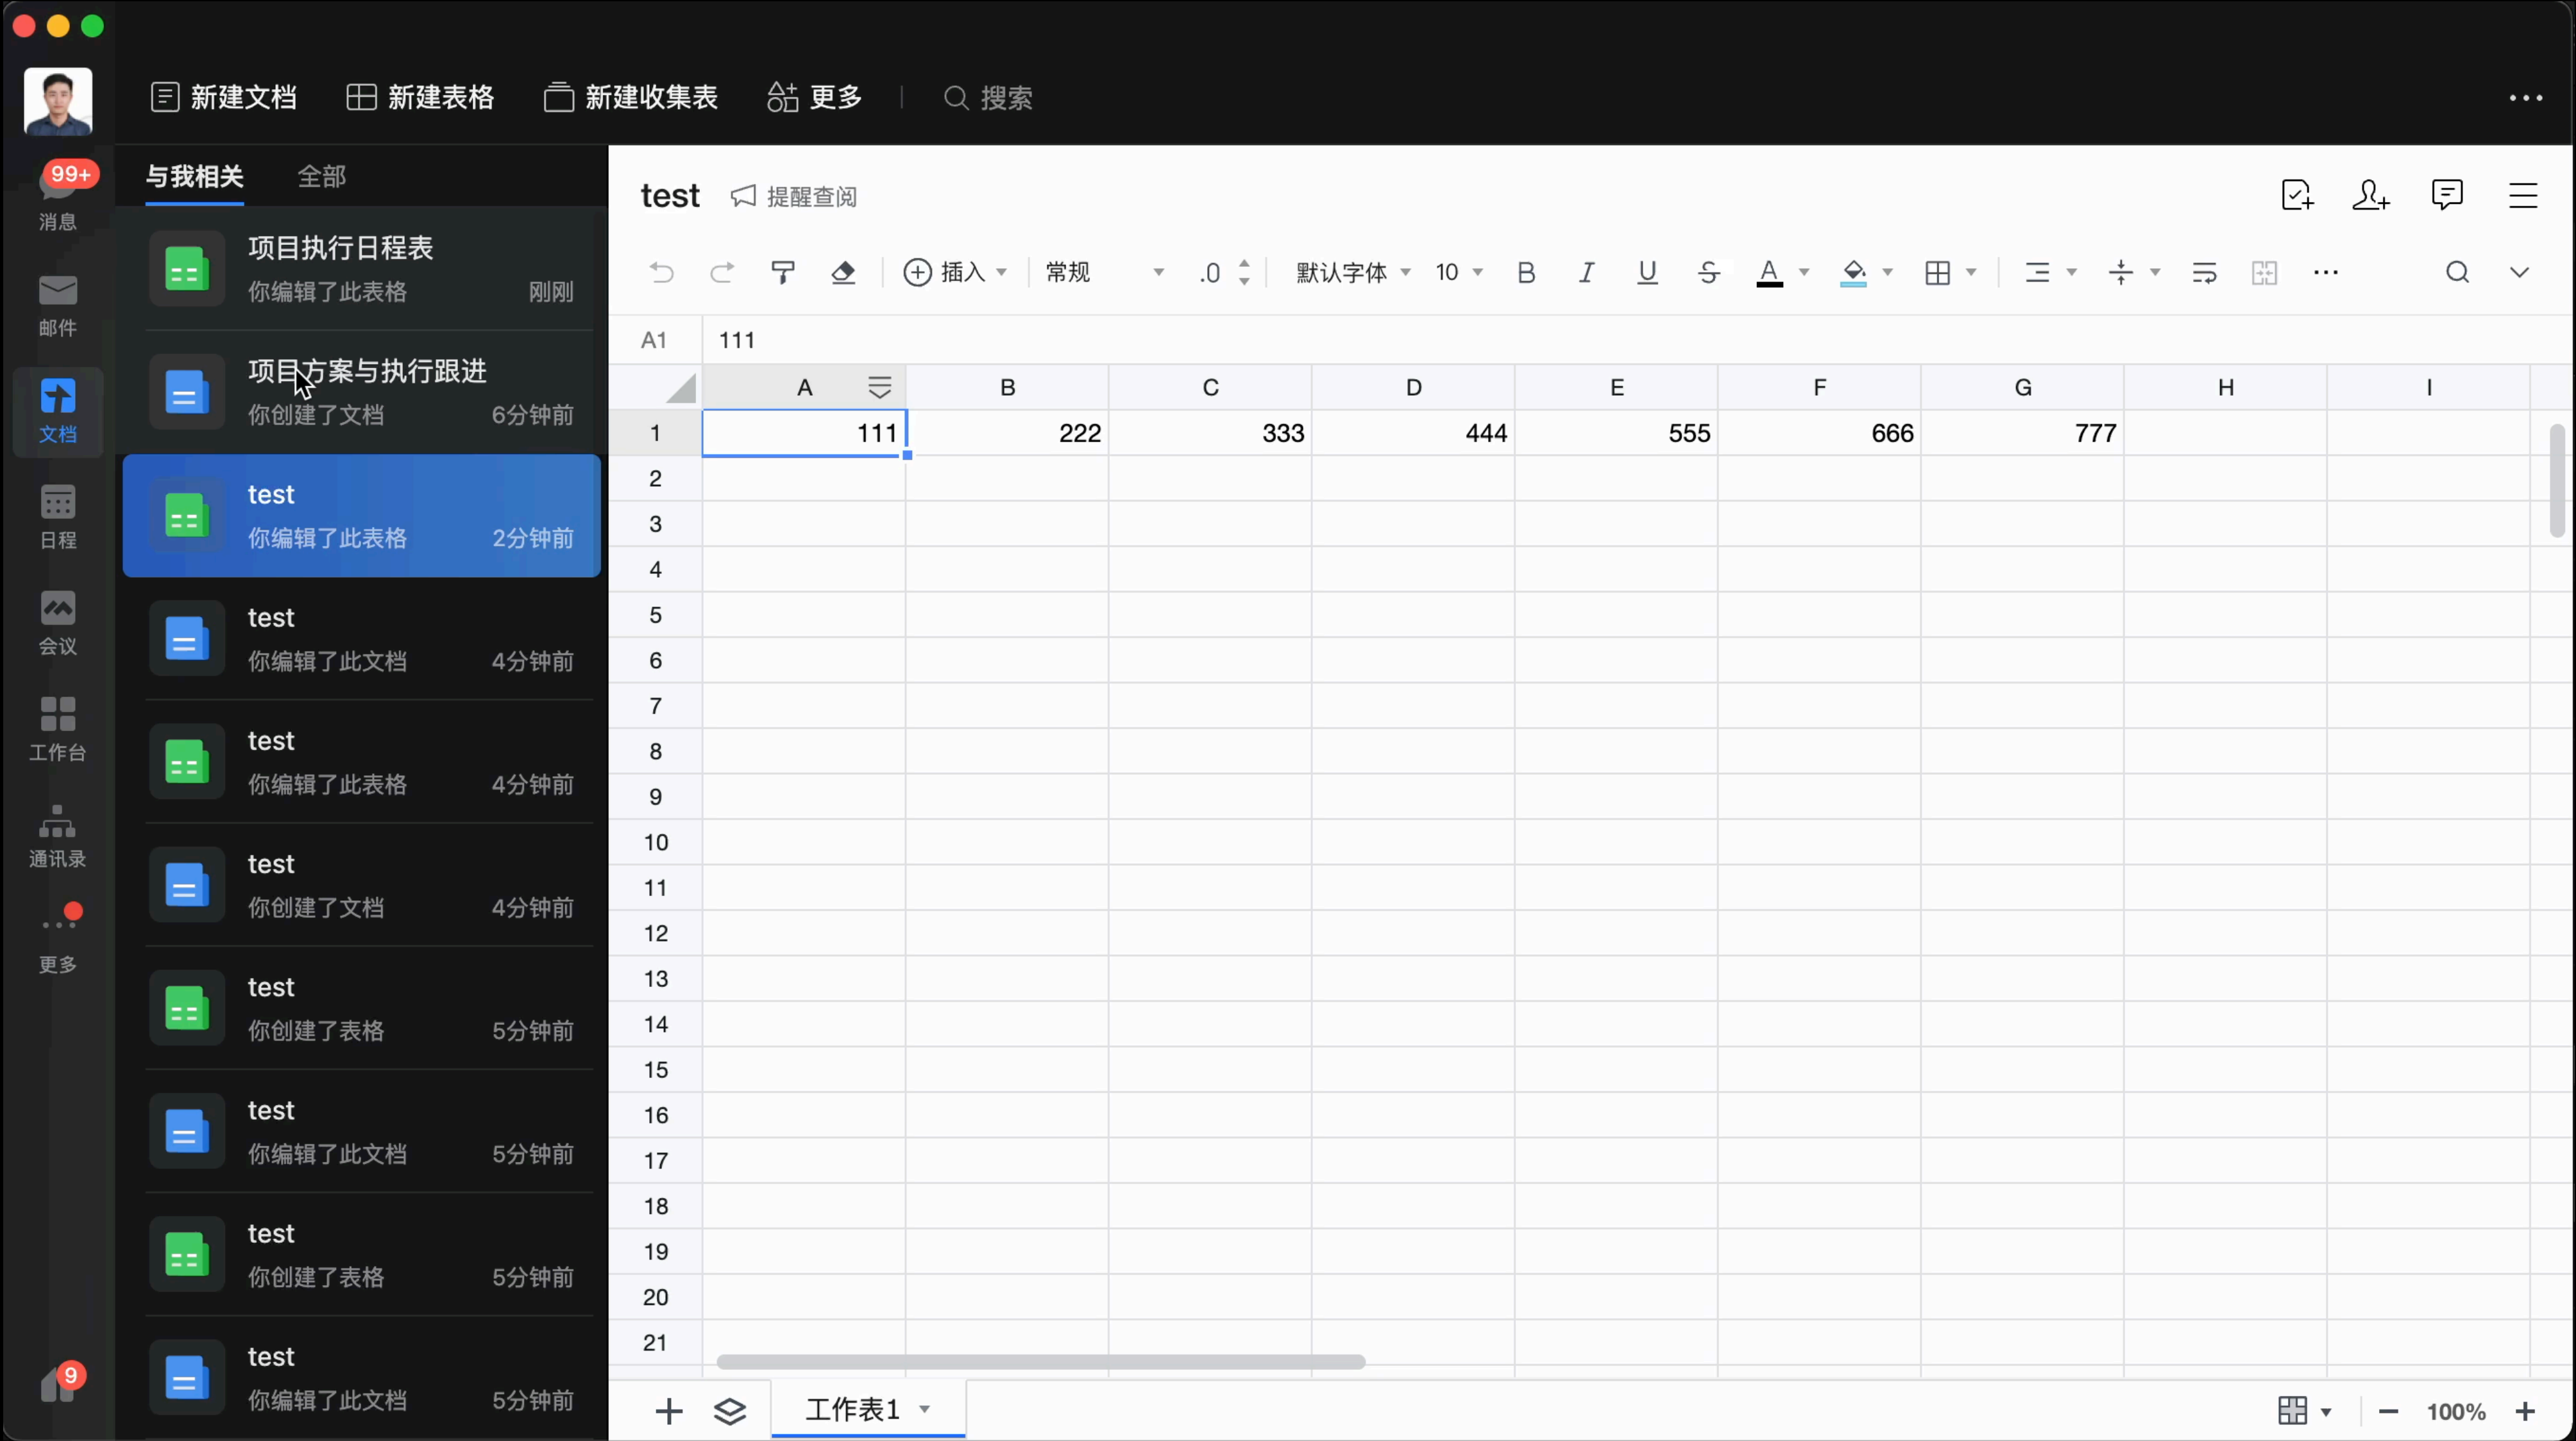 新建文档 新建表格 新建收集表 更多 搜索
99+
消息
邮件
文档
日程
会议
工作台
通讯录
更多
9
与我相关 全部
项目执行日程表
你编辑了此表格 刚刚
项目方案与执行跟进
你创建了文档 6分钟前
test
你编辑了此表格 2分钟前
test
你编辑了此文档 4分钟前
test
你编辑了此表格 4分钟前
test
你创建了文档 4分钟前
test
你创建了表格 5分钟前
test
你编辑了此文档 5分钟前
test
你创建了表格 5分钟前
test
你编辑了此文档 5分钟前
test 提醒查阅
插入 常规 .0 默认字体 10 B I U S A
A1 111
A B C D E F G H I
1 111 222 333 444 555 666 777
2
3
4
5
6
7
8
9
10
11
12
13
14
15
16
17
18
19
20
21
工作表1 100%